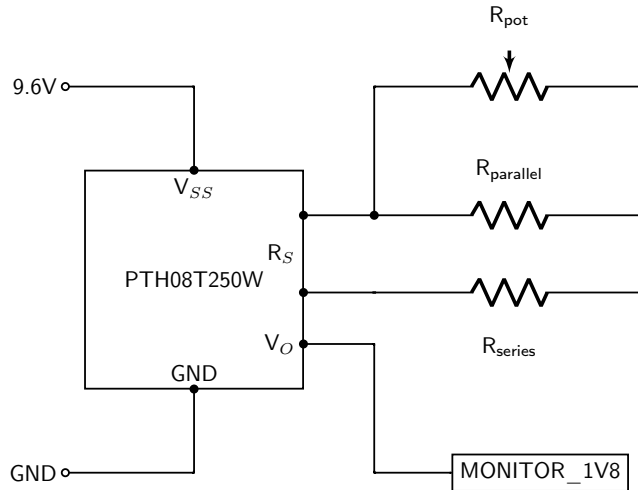 R_pot
9.6V
V_SS
R_parallel
R_S
PTH08T250W
V_O
R_series
GND
GND
MONITOR_1V8